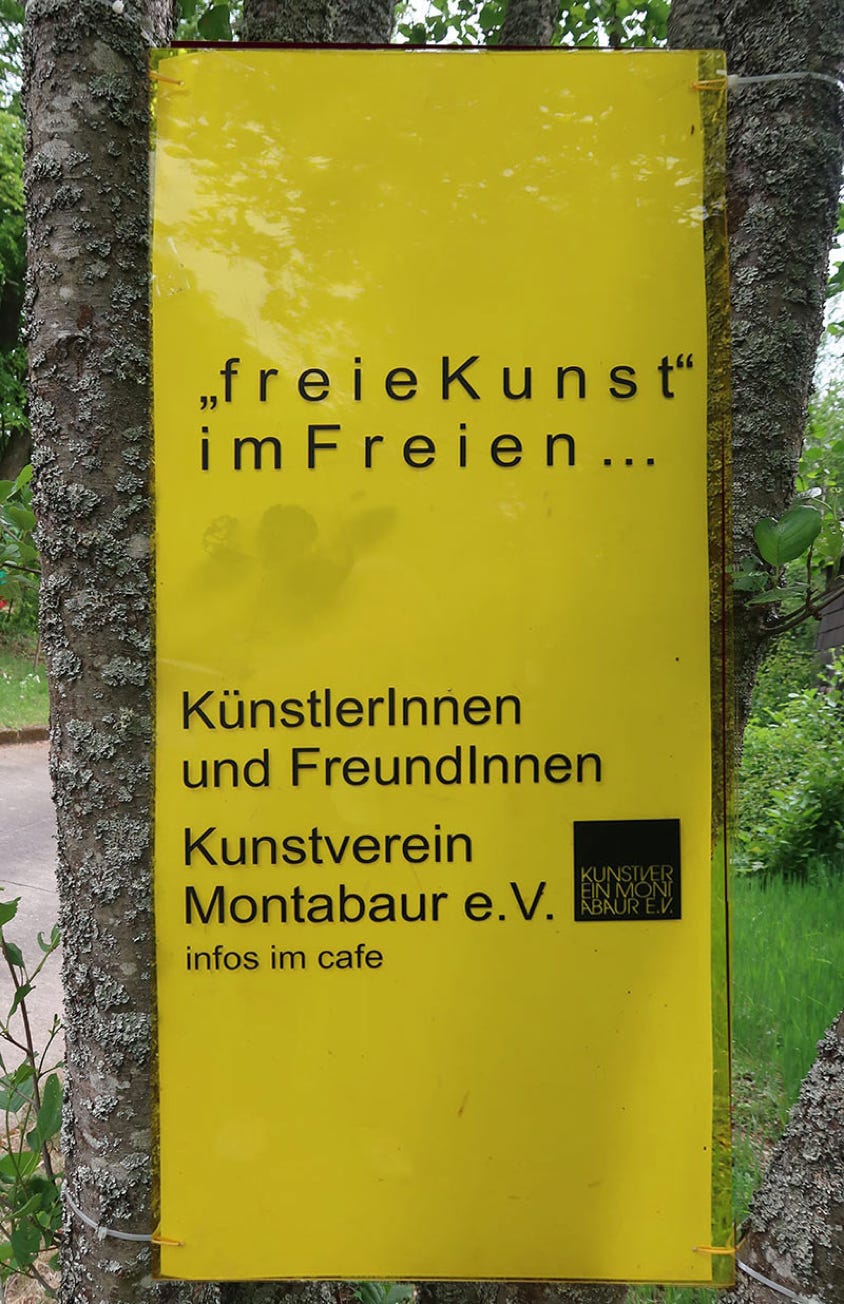 „freieKunst“
imFreien...
KünstlerInnen
und FreundInnen
Kunstverein
Montabaur e.V.
infos im cafe
KUNSTVER
EIN MONT
ABAUR E.V.